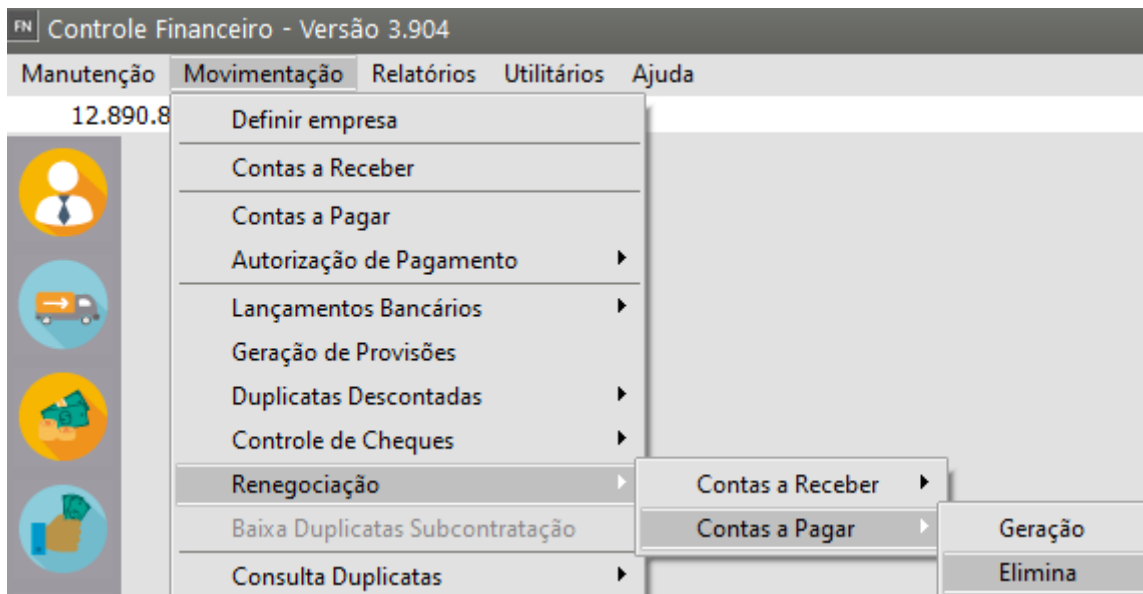 FN Controle Financeiro - Versão 3.904
Manutenção Movimentação Relatórios Utilitários Ajuda
12.890.8
Definir empresa
Contas a Receber
Contas a Pagar
Autorização de Pagamento
Lançamentos Bancários
Geração de Provisões
Duplicatas Descontadas
Controle de Cheques
Renegociação Contas a Receber
Baixa Duplicatas Subcontratação Contas a Pagar Geração
Consulta Duplicatas Elimina